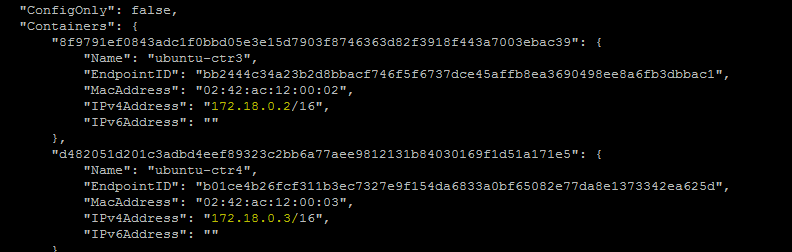 "ConfigOnly": false,
"Containers": {
"8f9791ef0843adc1f0bbd05e3e15d7903f8746363d82f3918f443a7003ebac39": {
"Name": "ubuntu-ctr3",
"EndpointID": "bb2444c34a23b2d8bbacf746f5f6737dce45affb8ea3690498ee8a6fb3dbbac1",
"MacAddress": "02:42:ac:12:00:02",
"IPv4Address": "172.18.0.2/16",
"IPv6Address": ""
},
"d482051d201c3adbd4eef89323c2bb6a77aee9812131b84030169f1d51a171e5": {
"Name": "ubuntu-ctr4",
"EndpointID": "b01ce4b26fcf311b3ec7327e9f154da6833a0bf65082e77da8e1373342ea625d",
"MacAddress": "02:42:ac:12:00:03",
"IPv4Address": "172.18.0.3/16",
"IPv6Address": ""
}